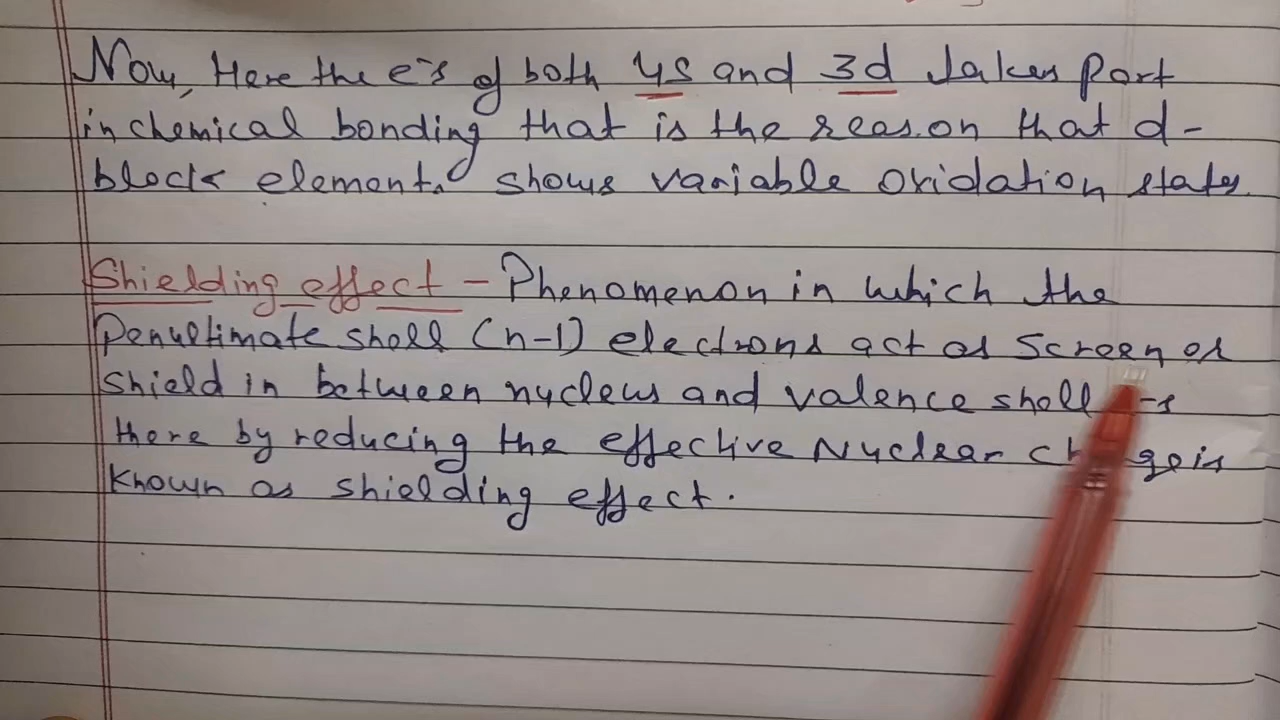 Now, Here the e⁻s of both 4s and 3d takes part
in chemical bonding that is the reason that d-
block elements shows variable oxidation states
Shielding effect - Phenomenon in which the
Penultimate shell (n-1) electrons act as screen or
shield in between nucleus and valence shell e⁻s
there by reducing the effective Nuclear charge is
known as shielding effect.